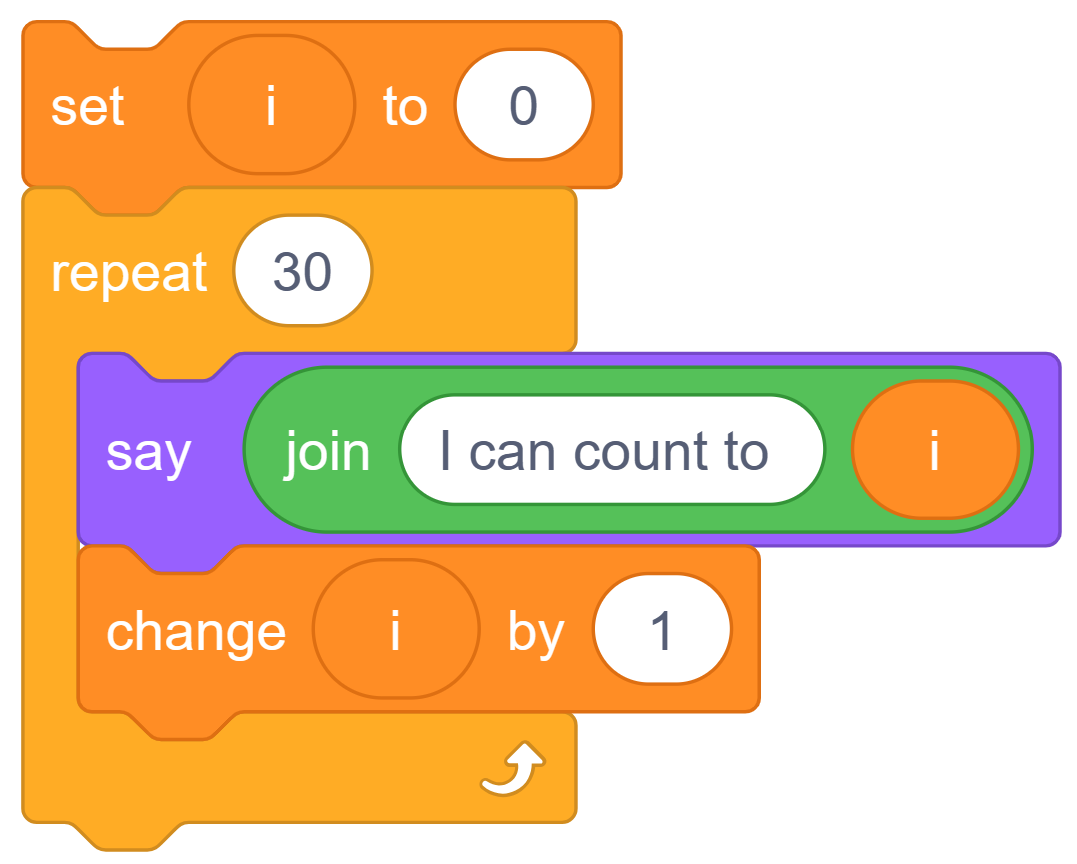 set i to 0
repeat 30
say join I can count to i
change i by 1